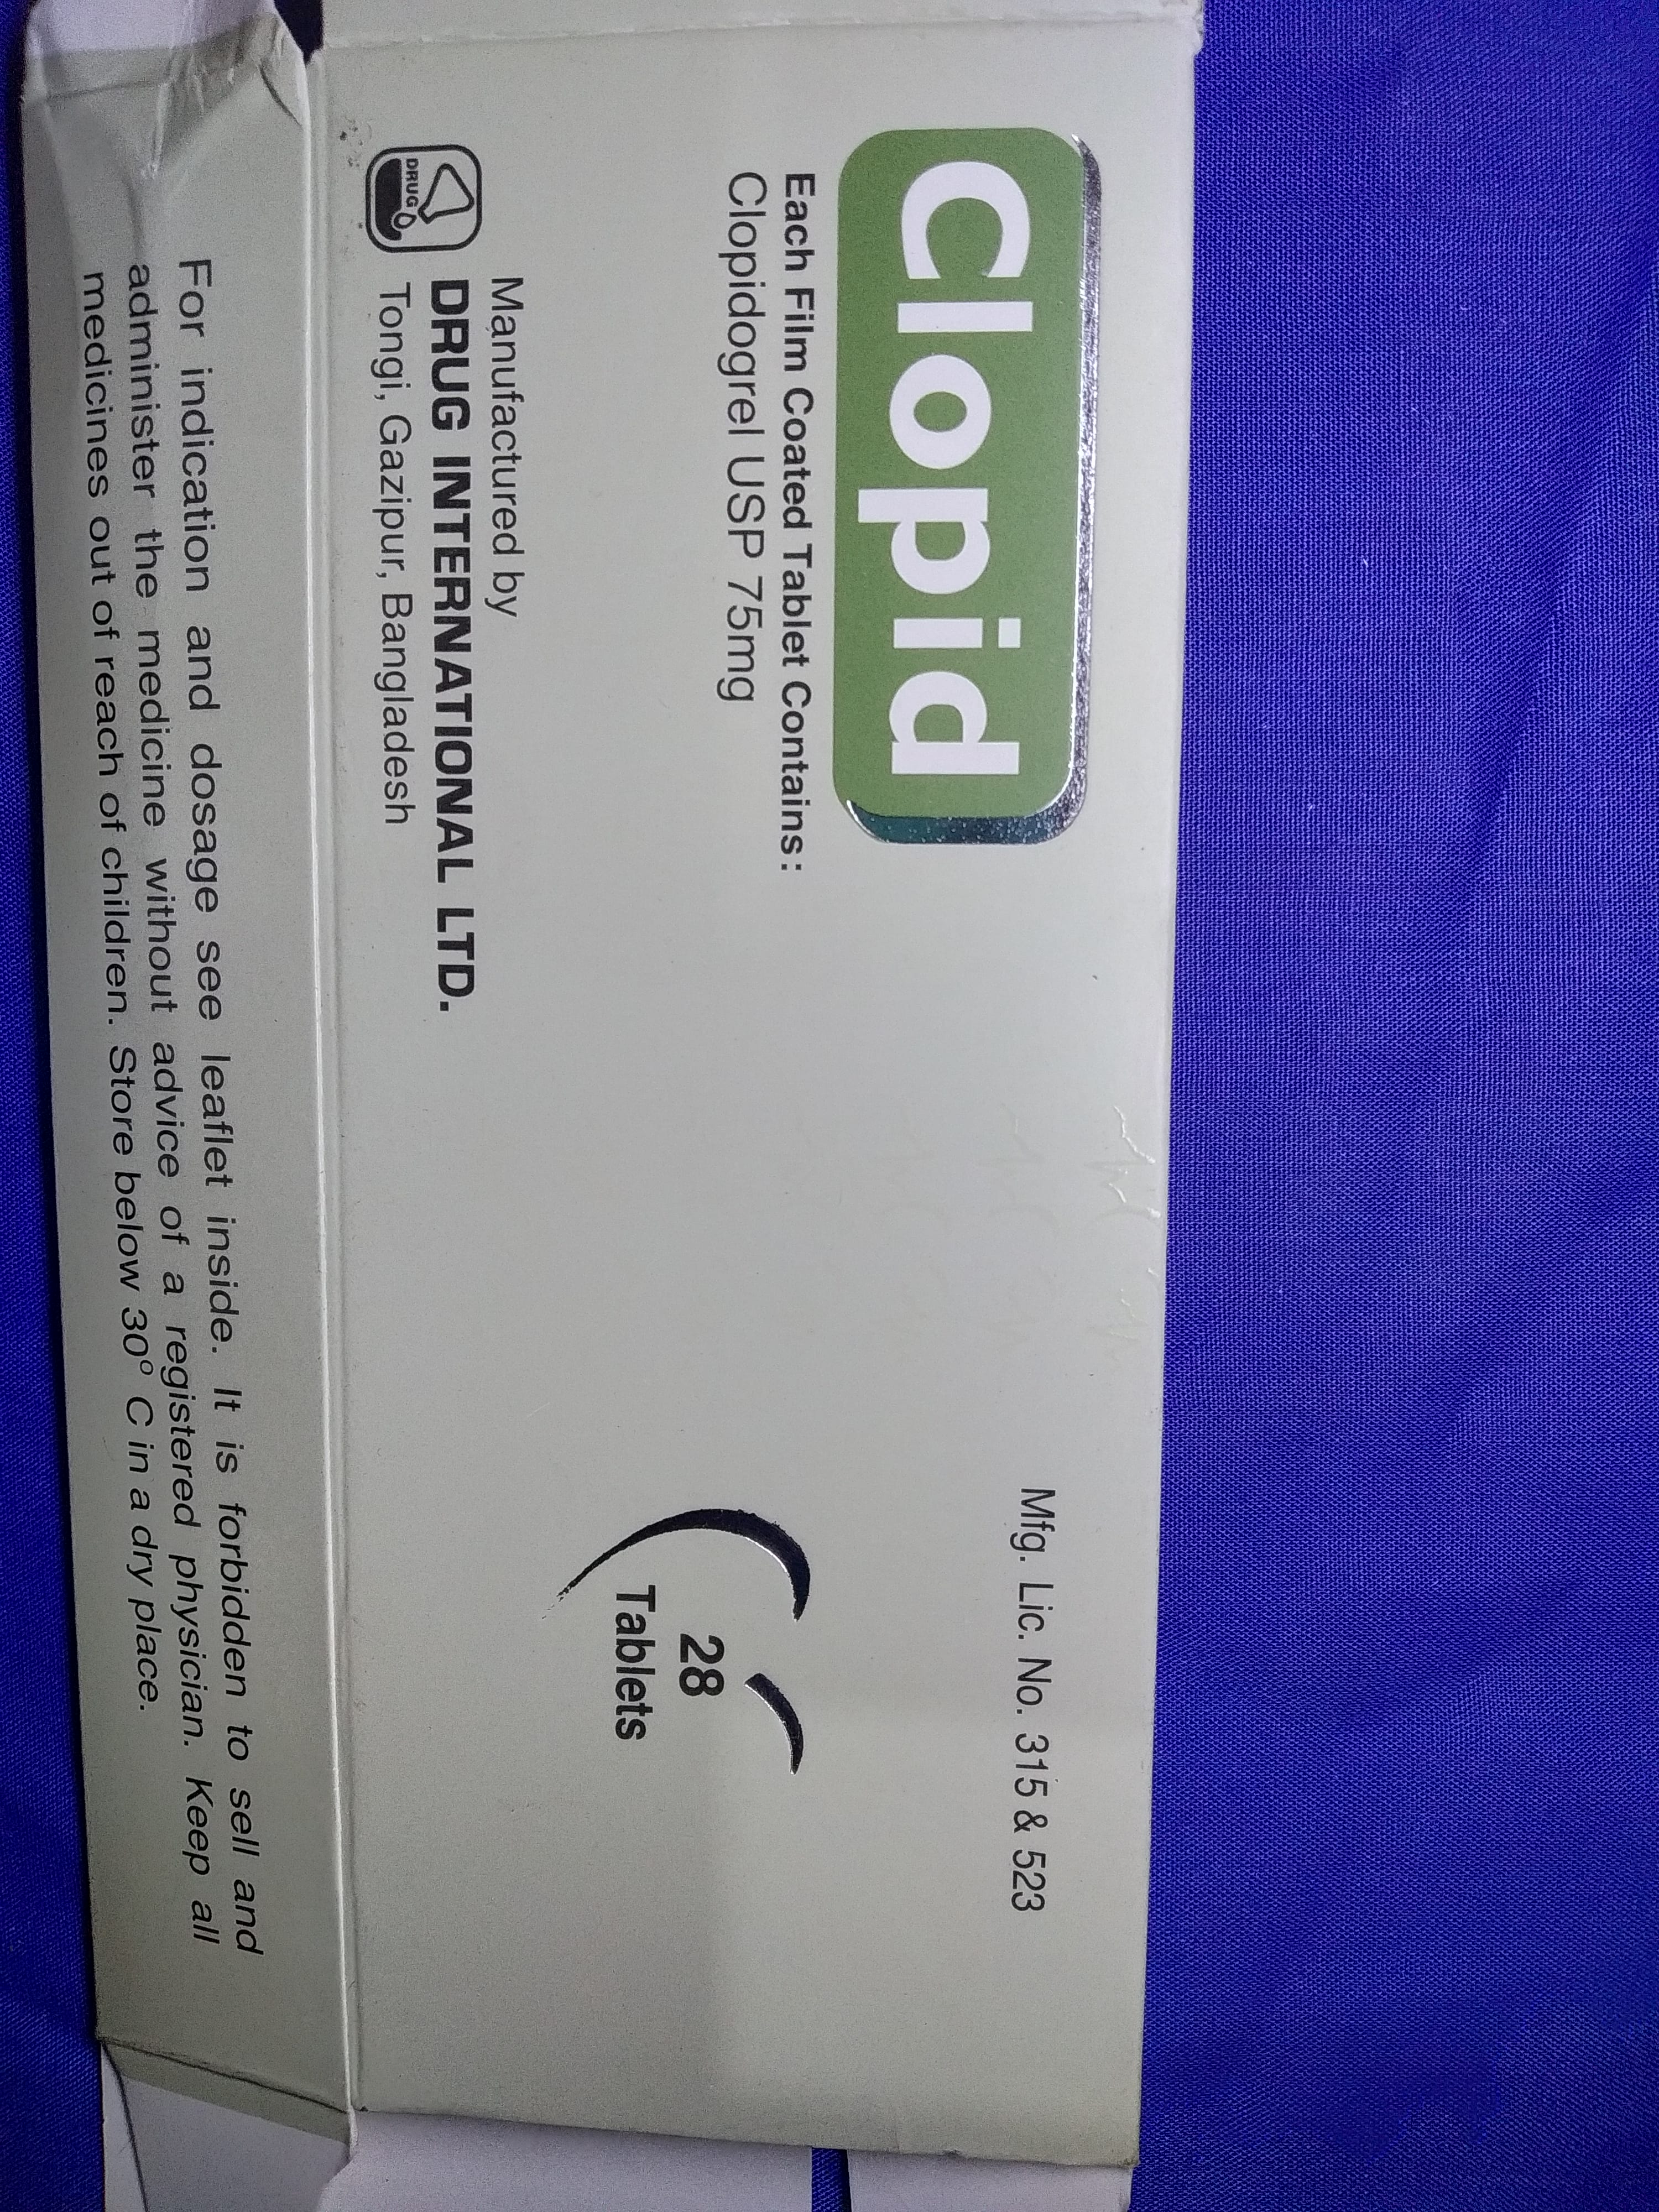 Clopid
Each Film Coated Tablet Contains:
Clopidogrel USP 75mg
Mfg. Lic. No. 315 & 523
28
Tablets
Manufactured by
DRUG INTERNATIONAL LTD.
Tongi, Gazipur, Bangladesh
DRUG
For indication and dosage see leaflet inside. It is forbidden to sell and
administer the medicine without advice of a registered physician. Keep all
medicines out of reach of children. Store below 30° C in a dry place.